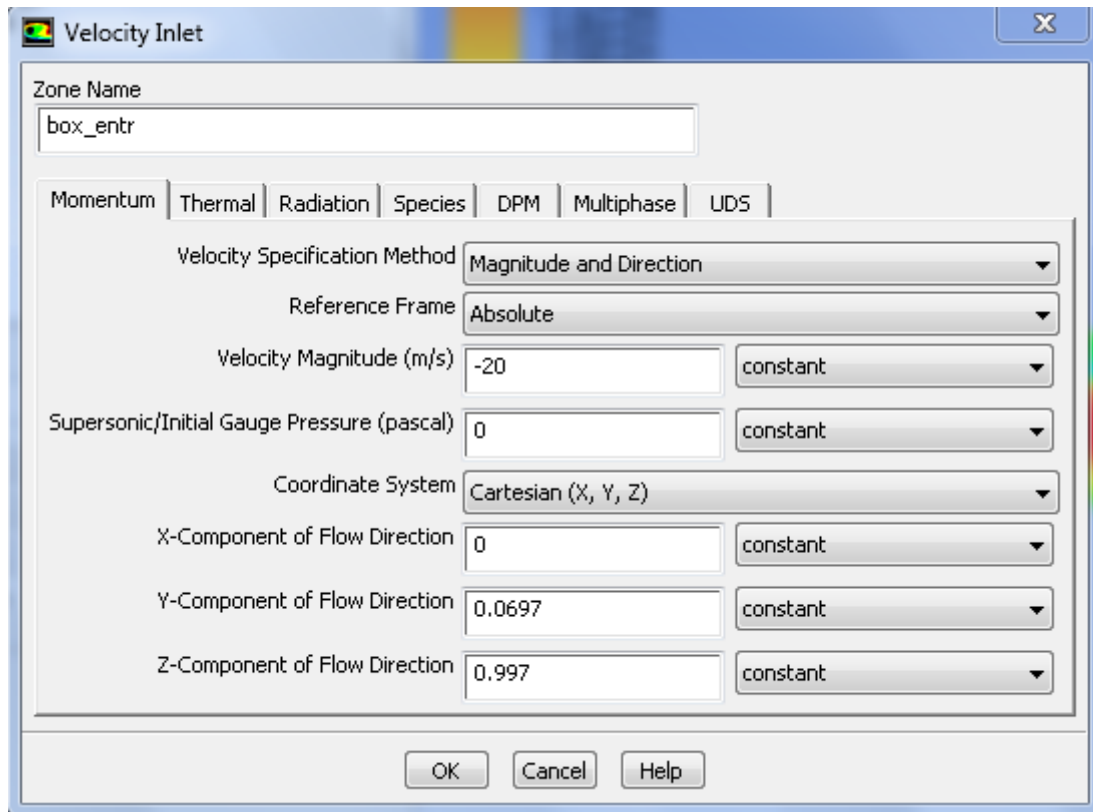 Velocity Inlet
Zone Name
box_entr
Momentum Thermal Radiation Species DPM Multiphase UDS
Velocity Specification Method Magnitude and Direction
Reference Frame Absolute
Velocity Magnitude (m/s) -20 constant
Supersonic/Initial Gauge Pressure (pascal) 0 constant
Coordinate System Cartesian (X, Y, Z)
X-Component of Flow Direction 0 constant
Y-Component of Flow Direction 0.0697 constant
Z-Component of Flow Direction 0.997 constant
OK Cancel Help